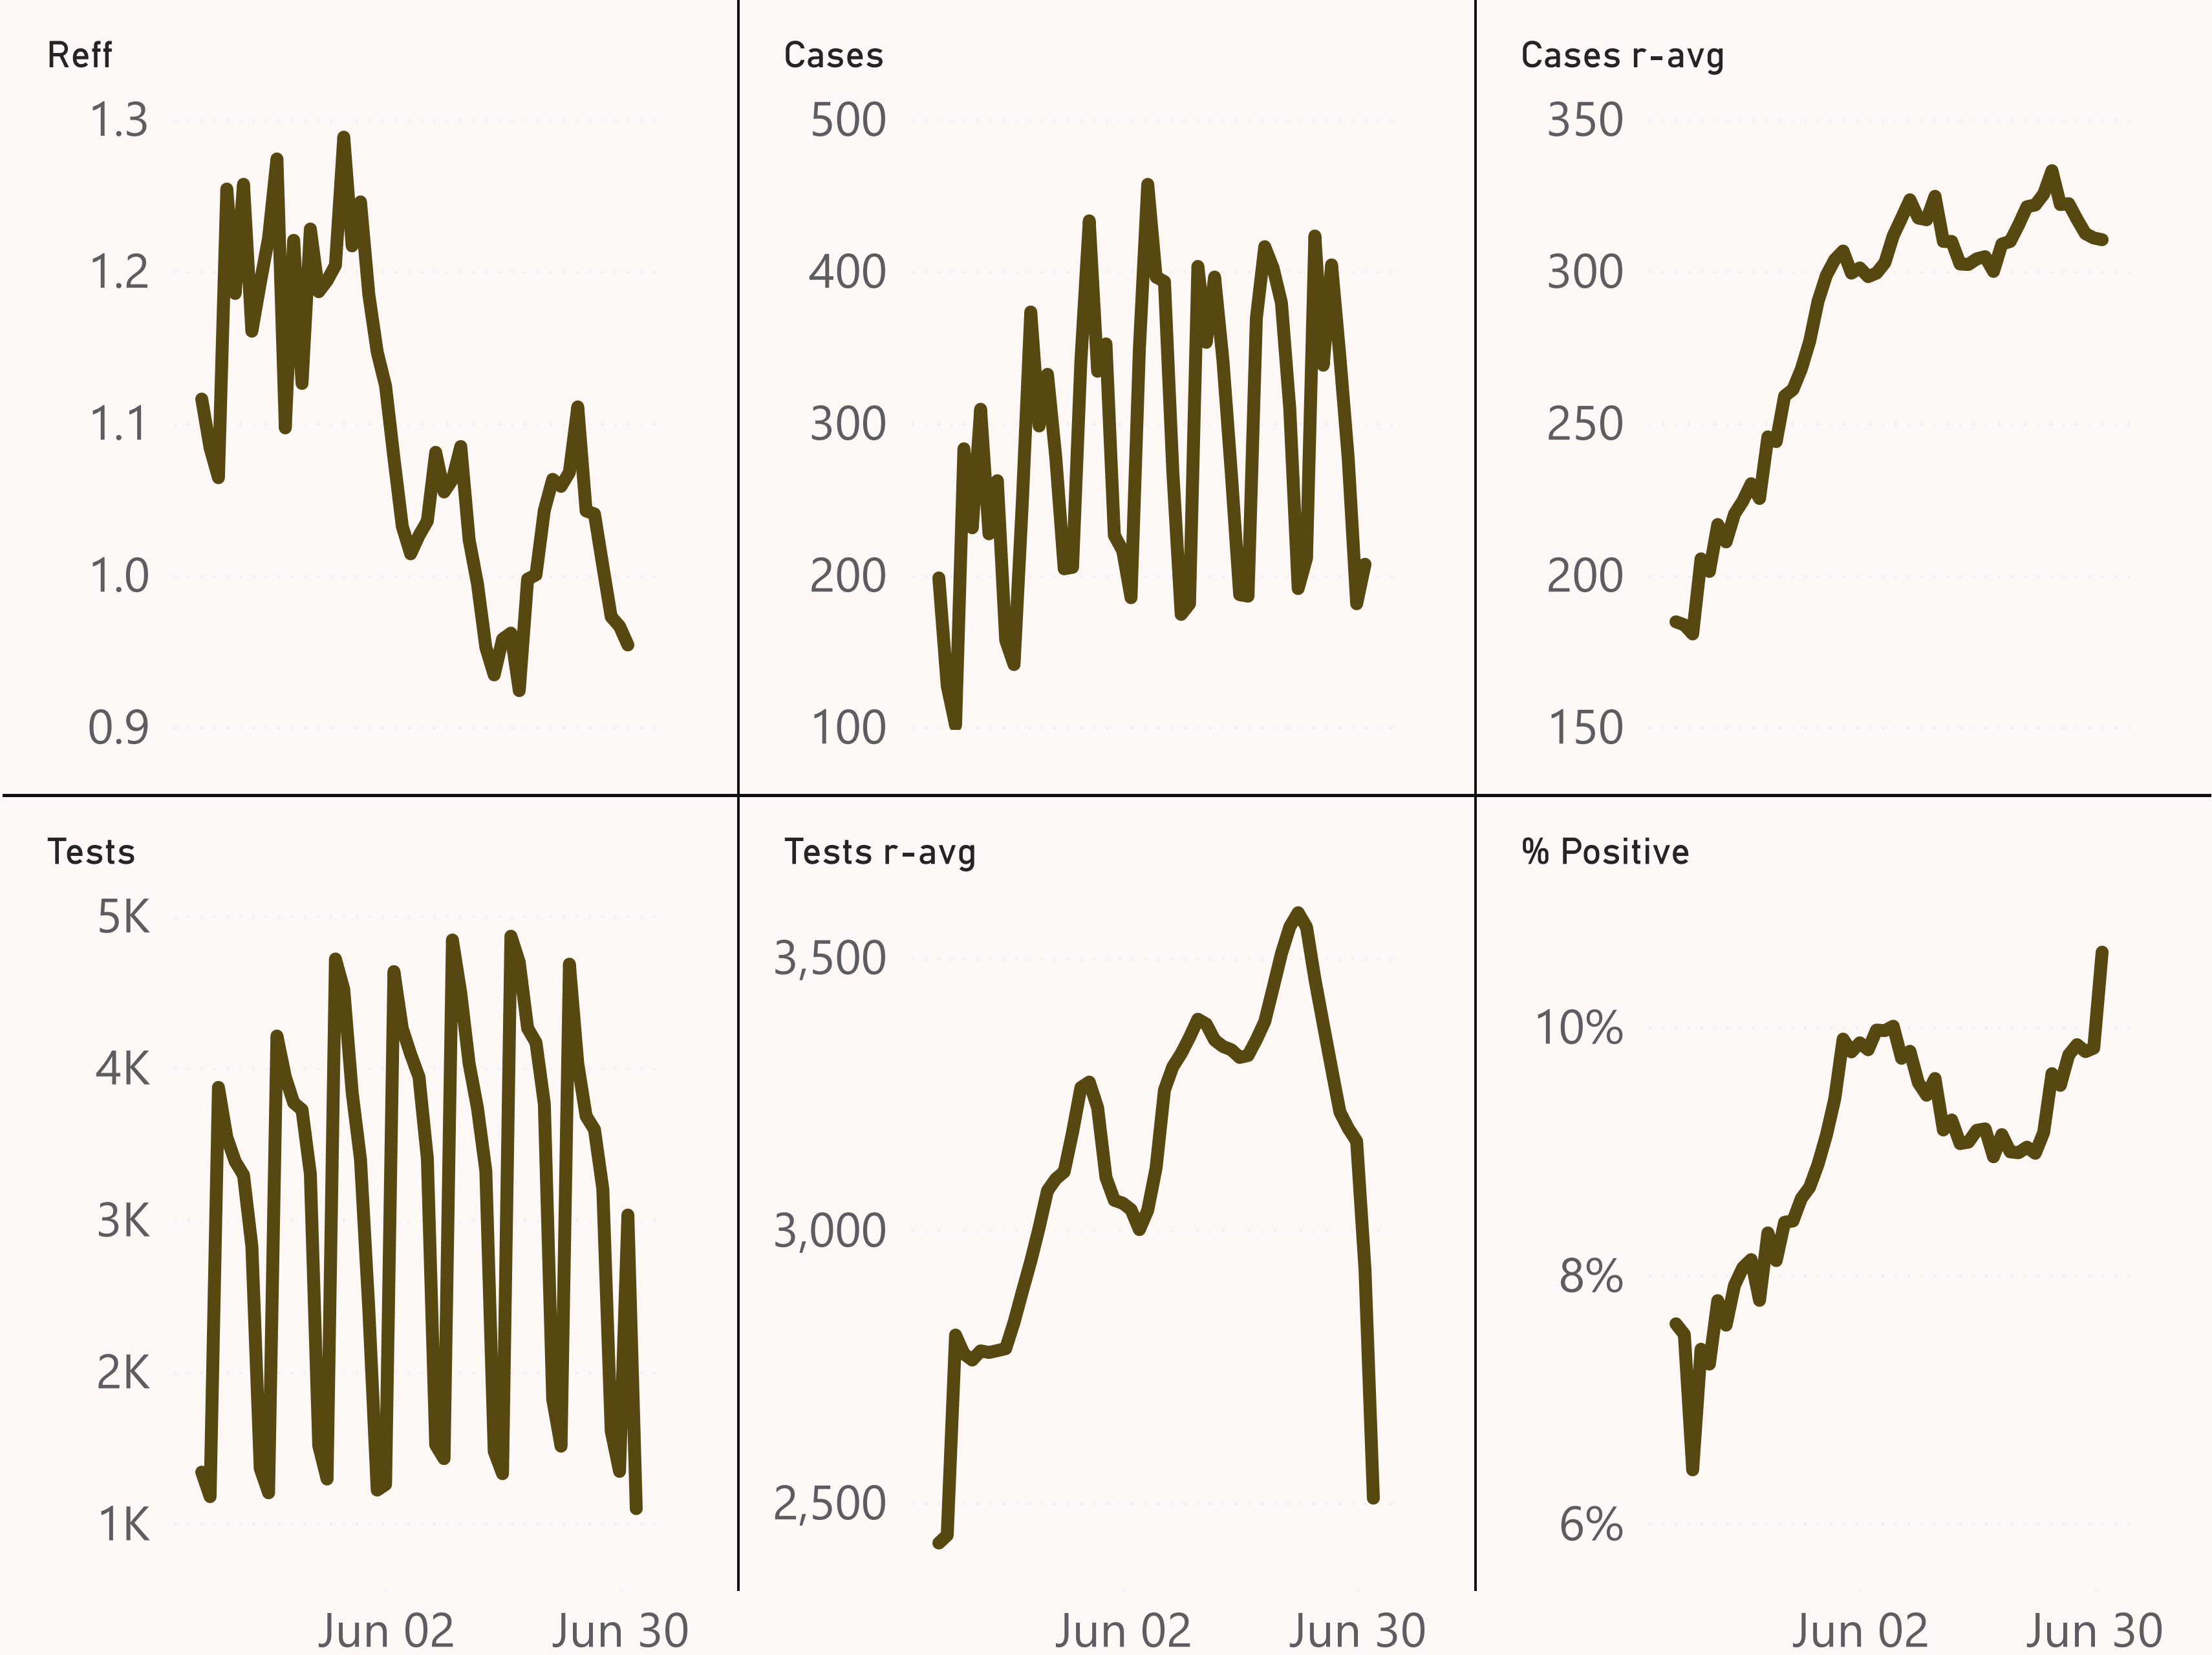 Reff
1.3
1.2
1.1
1.0
0.9
Cases
500
400
300
200
100
Cases r-avg
350
300
250
200
150
Tests
5K
4K
3K
2K
1K
Jun 02 Jun 30
Tests r-avg
3,500
3,000
2,500
Jun 02 Jun 30
% Positive
10%
8%
6%
Jun 02 Jun 30